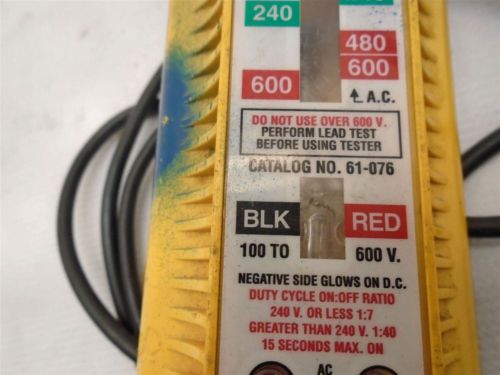 240
480
600 600
A.C.
DO NOT USE OVER 600 V.
PERFORM LEAD TEST
BEFORE USING TESTER
CATALOG NO. 61-076
BLK RED
100 TO 600 V.
NEGATIVE SIDE GLOWS ON D.C.
DUTY CYCLE ON:OFF RATIO
240 V. OR LESS 1:7
GREATER THAN 240 V. 1:40
15 SECONDS MAX. ON
AC